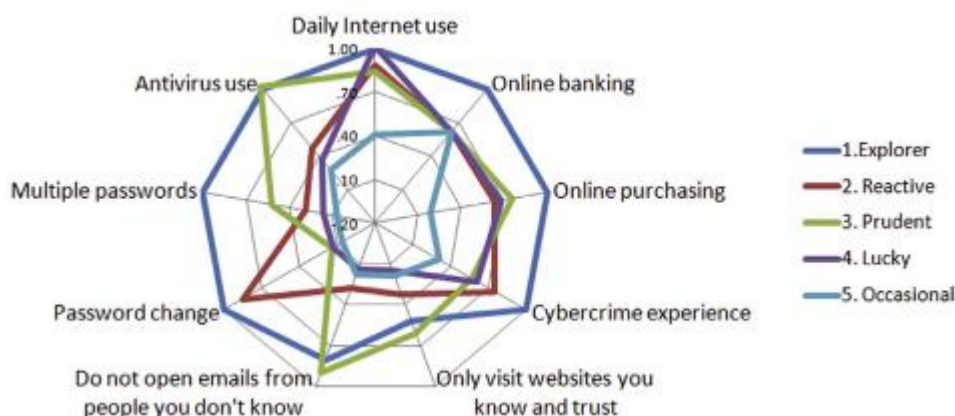 Daily Internet use
1.00
Antivirus use
.70
Online banking
.40
1.Explorer
Multiple passwords
.10
Online purchasing
2. Reactive
-.20
3. Prudent
4. Lucky
Password change
Cybercrime experience
5. Occasional
Do not open emails from
people you don't know
Only visit websites you
know and trust